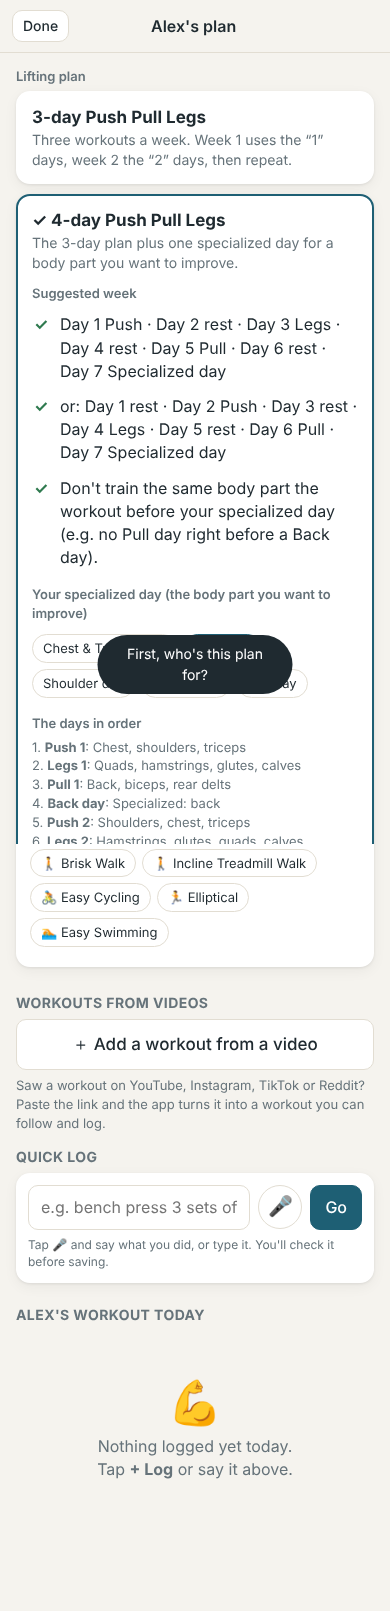 Done
Alex's plan
Lifting plan
3-day Push Pull Legs
Three workouts a week. Week 1 uses the “1”
days, week 2 the “2” days, then repeat.
✓ 4-day Push Pull Legs
The 3-day plan plus one specialized day for a
body part you want to improve.
Suggested week
✓ Day 1 Push · Day 2 rest · Day 3 Legs ·
Day 4 rest · Day 5 Pull · Day 6 rest ·
Day 7 Specialized day
✓ or: Day 1 rest · Day 2 Push · Day 3 rest ·
Day 4 Legs · Day 5 rest · Day 6 Pull ·
Day 7 Specialized day
✓ Don't train the same body part the
workout before your specialized day
(e.g. no Pull day right before a Back
day).
Your specialized day (the body part you want to
improve)
Chest &
First, who's this plan
for?
Shoulder
The days in order
1. Push 1: Chest, shoulders, triceps
2. Legs 1: Quads, hamstrings, glutes, calves
3. Pull 1: Back, biceps, rear delts
4. Back day: Specialized: back
5. Push 2: Shoulders, chest, triceps
6. Legs 2: Hamstrings, glutes, quads, calves
🚶 Brisk Walk
🚶 Incline Treadmill Walk
🚴 Easy Cycling
🏃 Elliptical
🏊 Easy Swimming
WORKOUTS FROM VIDEOS
+ Add a workout from a video
Saw a workout on YouTube, Instagram, TikTok or Reddit?
Paste the link and the app turns it into a workout you can
follow and log.
QUICK LOG
e.g. bench press 3 sets of
Go
Tap 🎤 and say what you did, or type it. You'll check it
before saving.
ALEX'S WORKOUT TODAY
Nothing logged yet today.
Tap + Log or say it above.